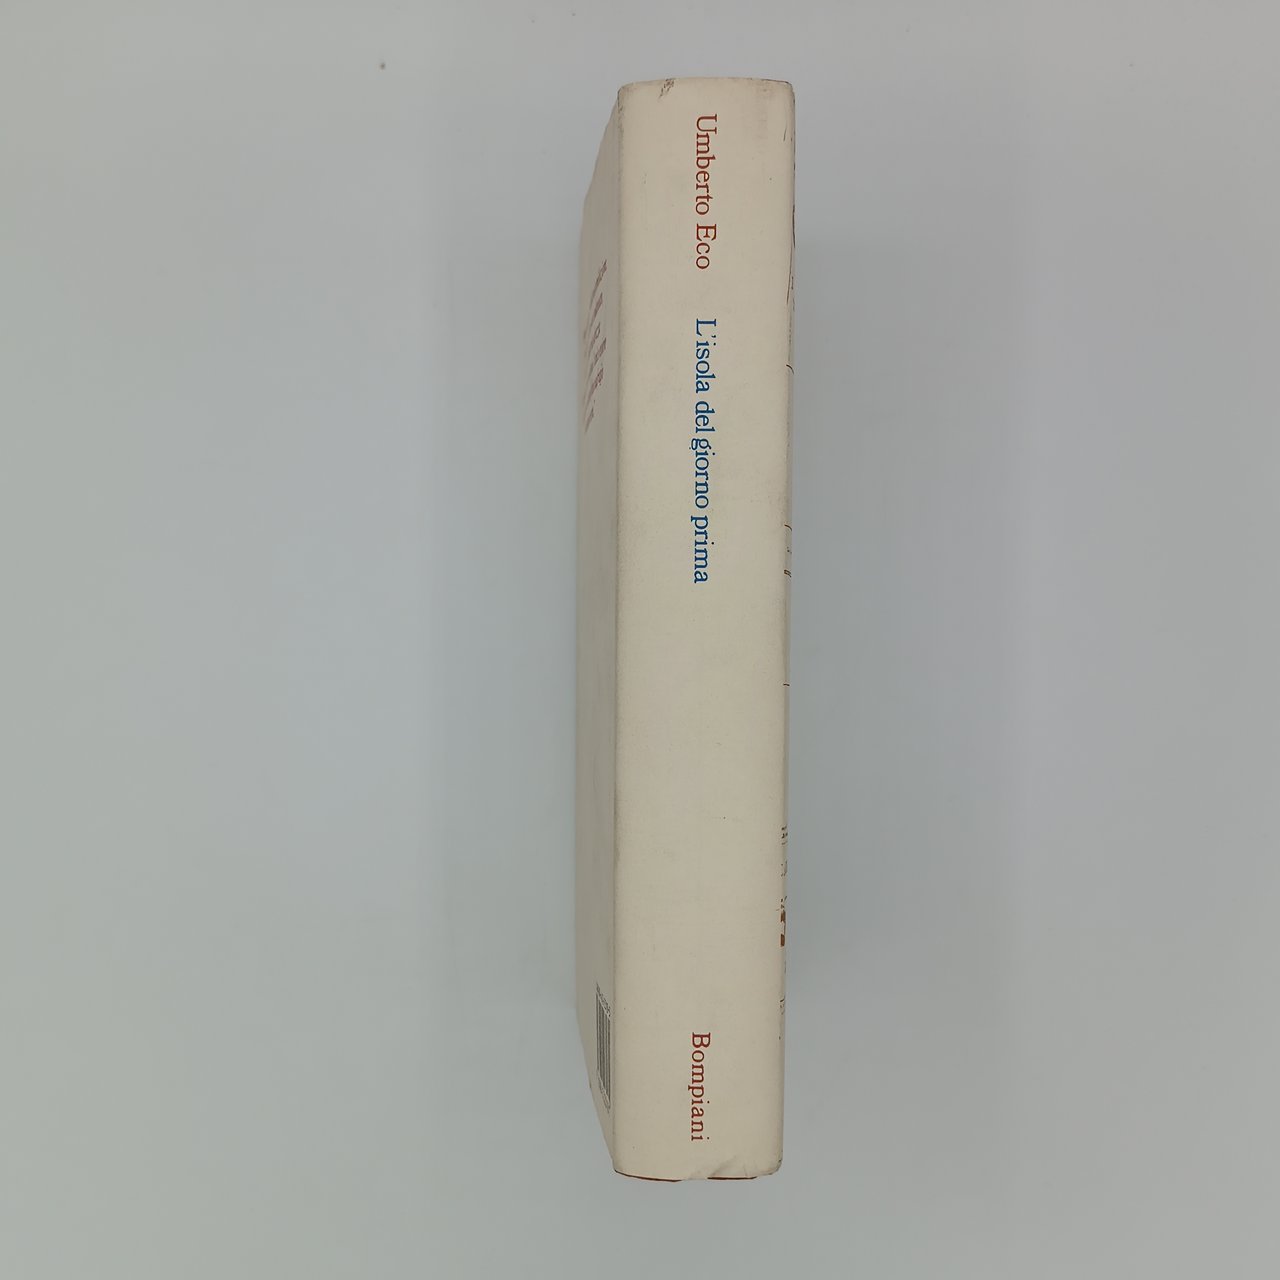 Umberto Eco
L'isola del giorno prima
Bompiani